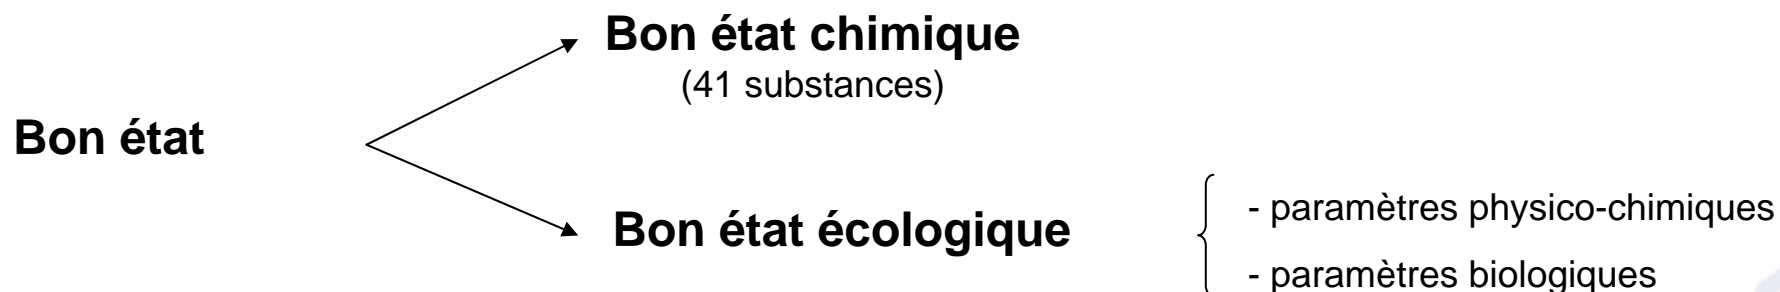 Bon état chimique
(41 substances)
Bon état
Bon état écologique
- paramètres physico-chimiques
- paramètres biologiques